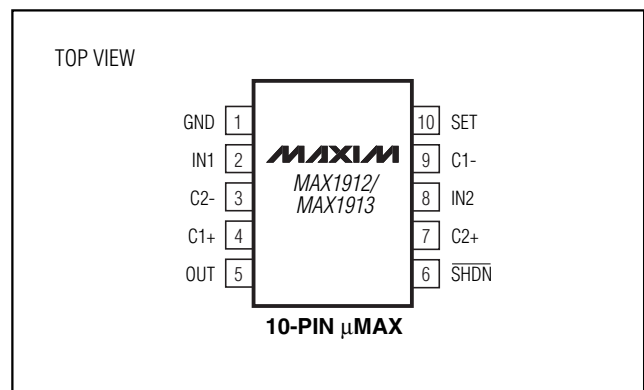 TOP VIEW
GND 1
IN1 2
C2- 3
C1+ 4
OUT 5
MAXIM
MAX1912/
MAX1913
10 SET
9 C1-
8 IN2
7 C2+
6 SHDN
10-PIN μMAX